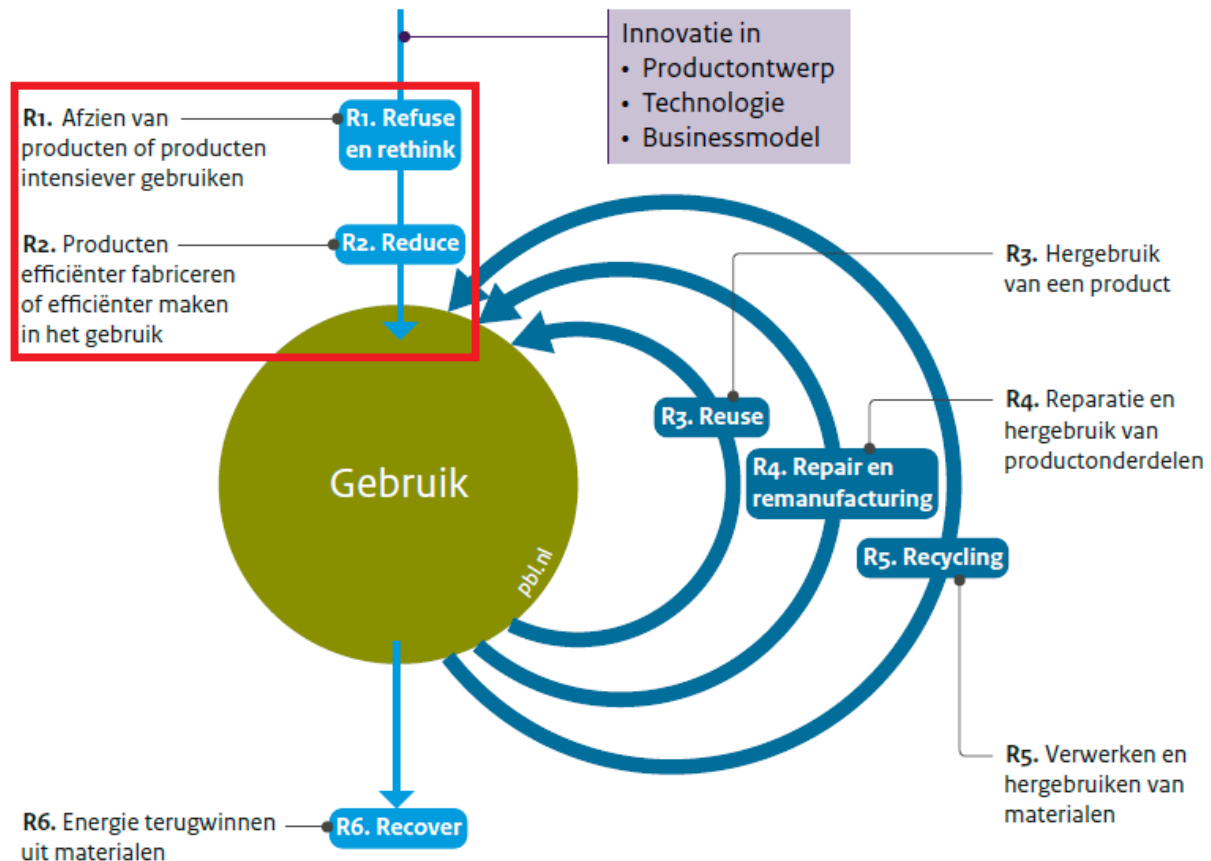 Innovatie in
• Productontwerp
• Technologie
• Businessmodel
R1. Afzien van
producten of producten
intensiever gebruiken
R1. Refuse
en rethink
R2. Producten
efficiënter fabriceren
of efficiënter maken
in het gebruik
R2. Reduce
R3. Hergebruik
van een product
R3. Reuse
R4. Reparatie en
hergebruik van
productonderdelen
R4. Repair en
remanufacturing
Gebruik
pbl.nl
R5. Recycling
R5. Verwerken en
hergebruiken van
materialen
R6. Energie terugwinnen
uit materialen
R6. Recover